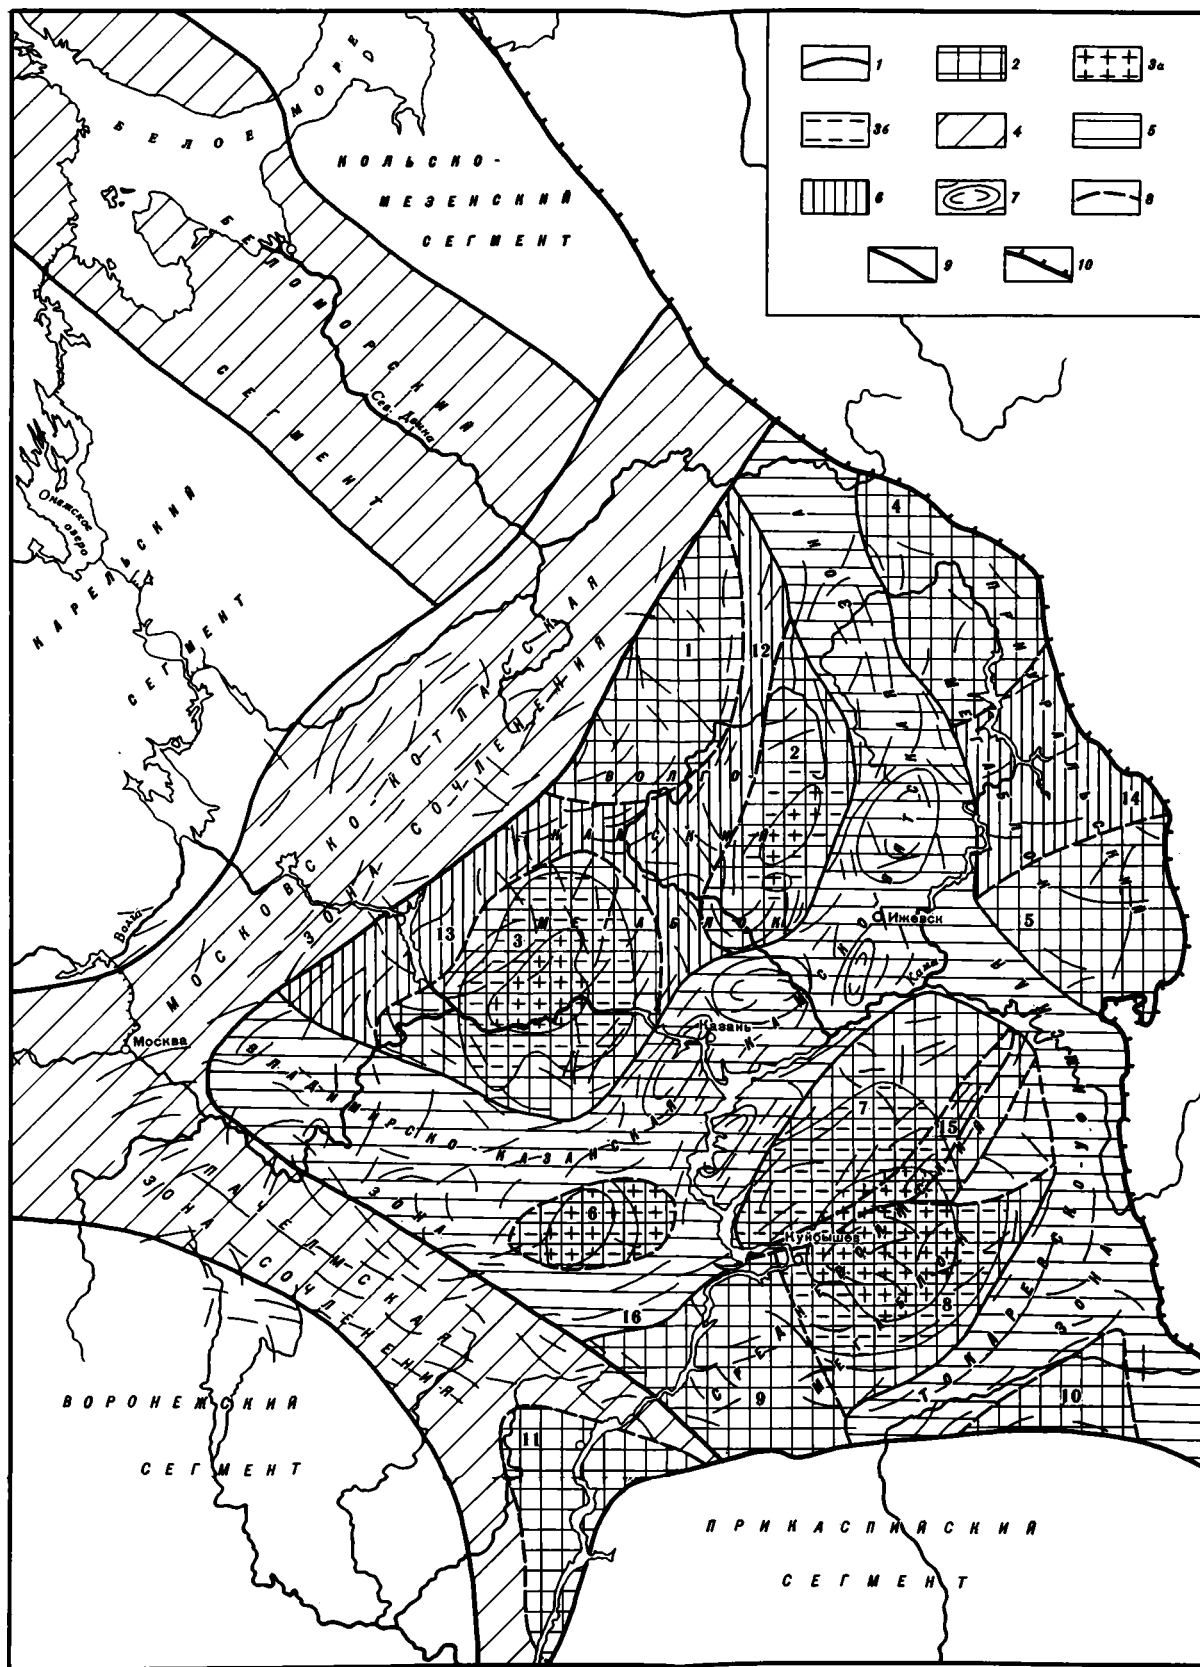 1
2
3а
3б
4
5
6
7
8
9
10
БЕЛОЕ МОРЕ
КОЛЬСКО-
МЕЗЕНСКИЙ
СЕГМЕНТ
БЕЛОМОРСКИЙ
СЕГМЕНТ
Сев. Двина
Онежское
озеро
КАРЕЛЬСКИЙ
СЕГМЕНТ
МОСКОВСКО-КОТЛАССКАЯ
ЗОНА СОЧЛЕНЕНИЯ
4
1
12
2
ВОЛГО-
КАМСКИЙ
МЕГАБЛОК
ПРИУРАЛЬСКИЙ
МЕГАБЛОК
14
5
Ижевск
Кама
13
3
Волга
Москва
Казань
ВЛАДИМИРСКО-КАЗАНСКАЯ
ЗОНА
7
15
6
Куйбышев
8
16
ПАЧЕЛМСКАЯ
ЗОНА СОЧЛЕНЕНИЯ
9
10
11
ВОРОНЕЖСКИЙ
СЕГМЕНТ
ПРИКАСПИЙСКИЙ
СЕГМЕНТ